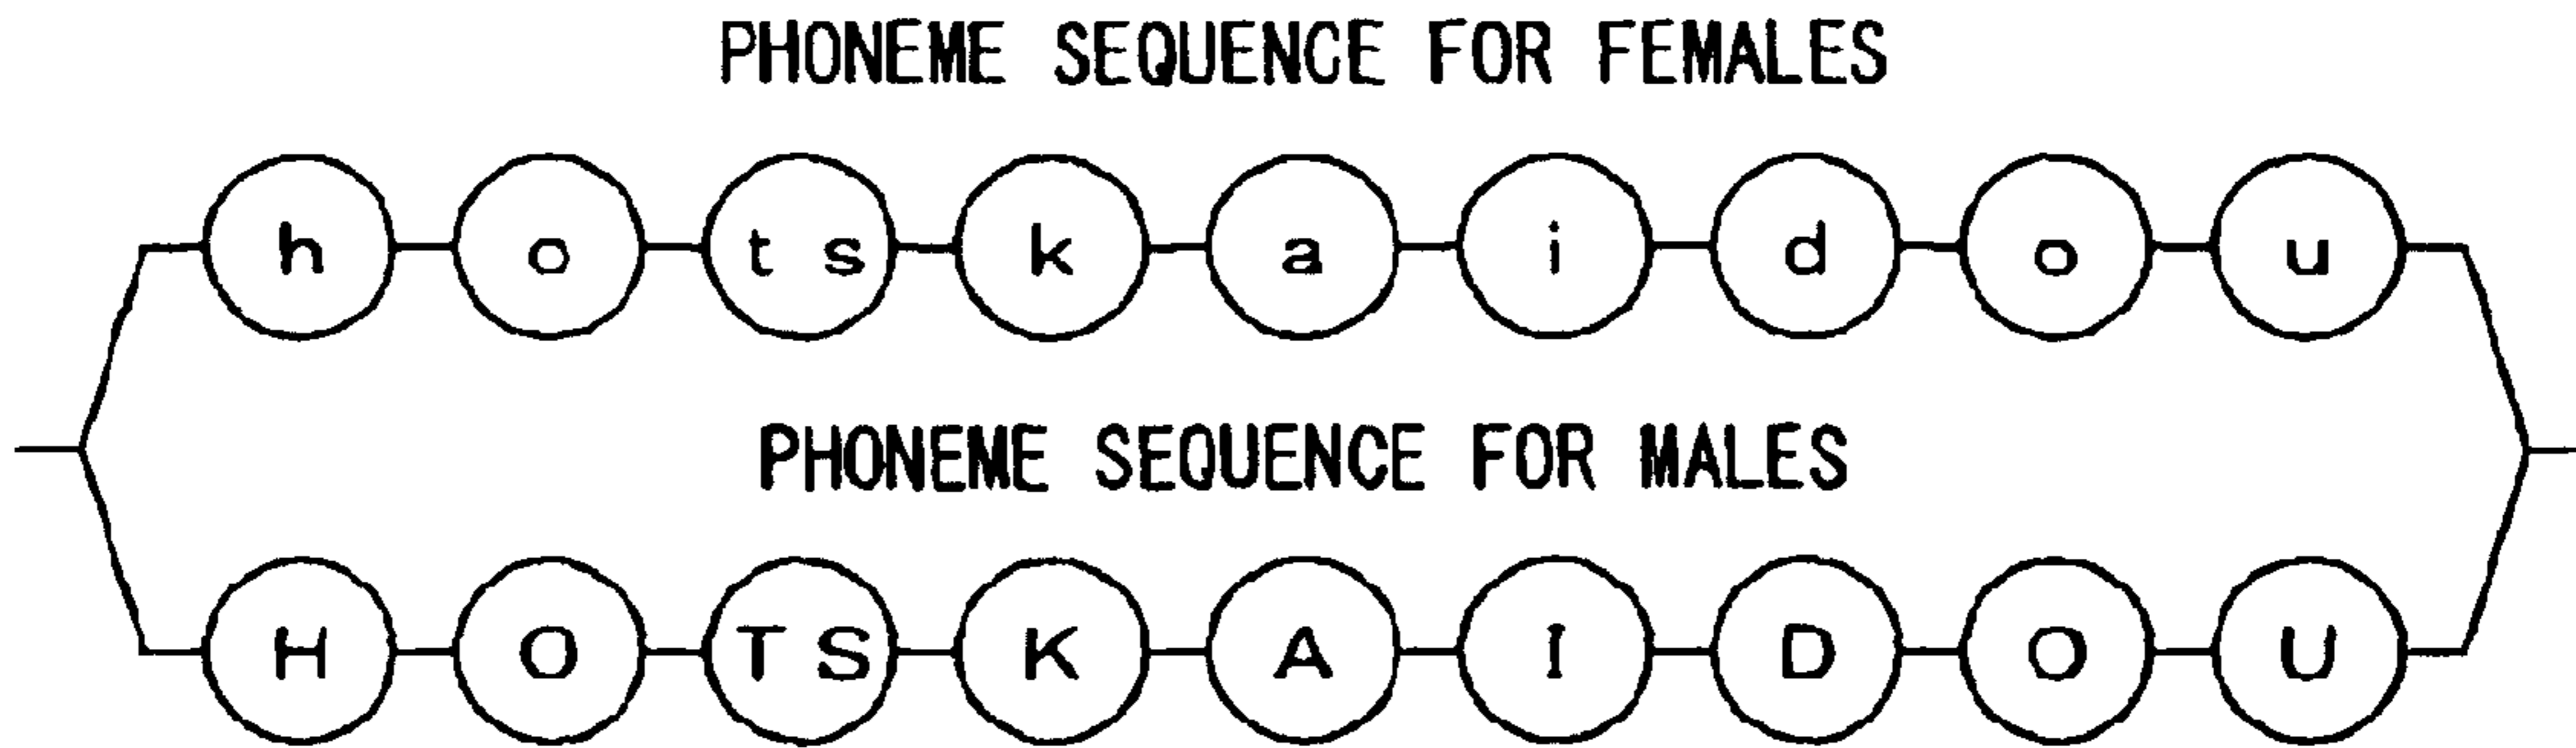 PHONEME SEQUENCE FOR FEMALES
h o ts k a i d o u
PHONEME SEQUENCE FOR MALES
H O TS K A I D O U